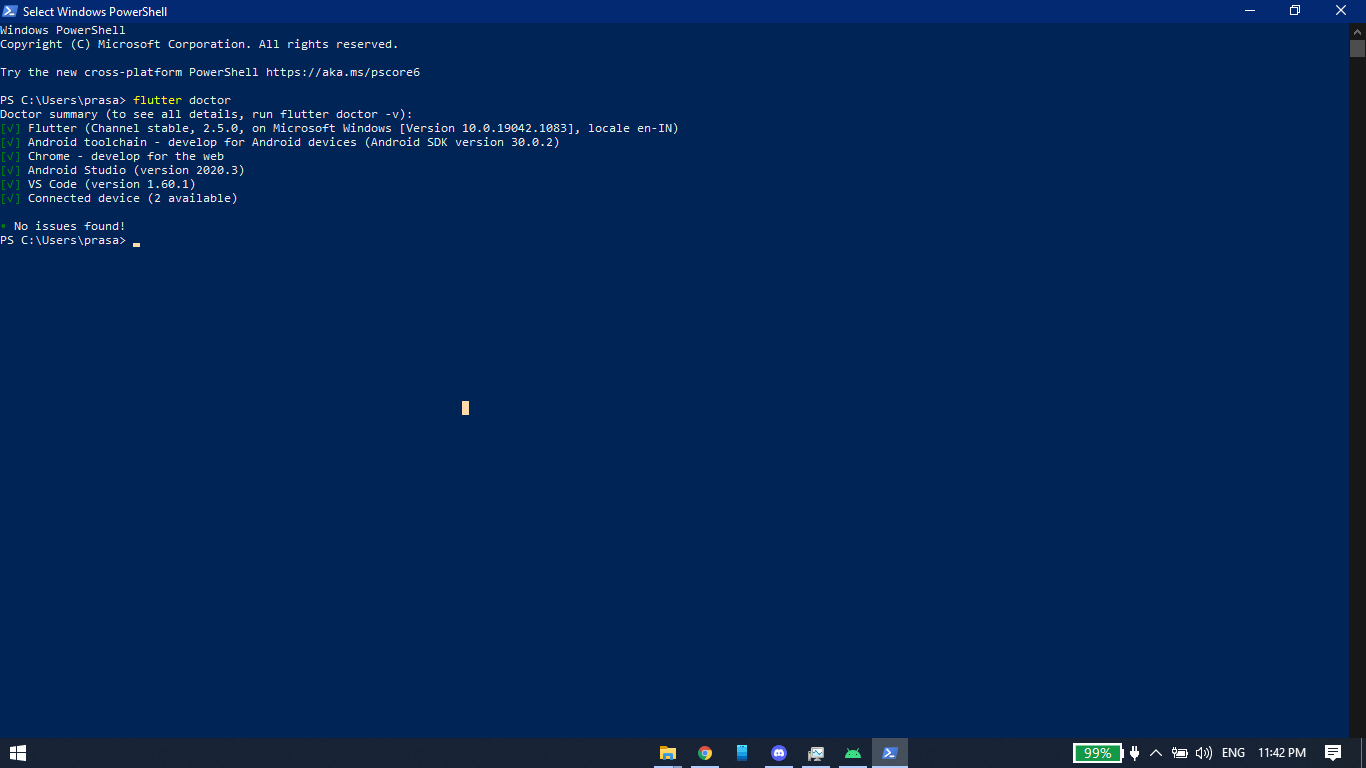 Select Windows PowerShell
Windows PowerShell
Copyright (C) Microsoft Corporation. All rights reserved.
Try the new cross-platform PowerShell https://aka.ms/pscore6
PS C:\Users\prasa> flutter doctor
Doctor summary (to see all details, run flutter doctor -v):
[√] Flutter (Channel stable, 2.5.0, on Microsoft Windows [Version 10.0.19042.1083], locale en-IN)
[√] Android toolchain - develop for Android devices (Android SDK version 30.0.2)
[√] Chrome - develop for the web
[√] Android Studio (version 2020.3)
[√] VS Code (version 1.60.1)
[√] Connected device (2 available)
• No issues found!
PS C:\Users\prasa>
99% ENG 11:42 PM